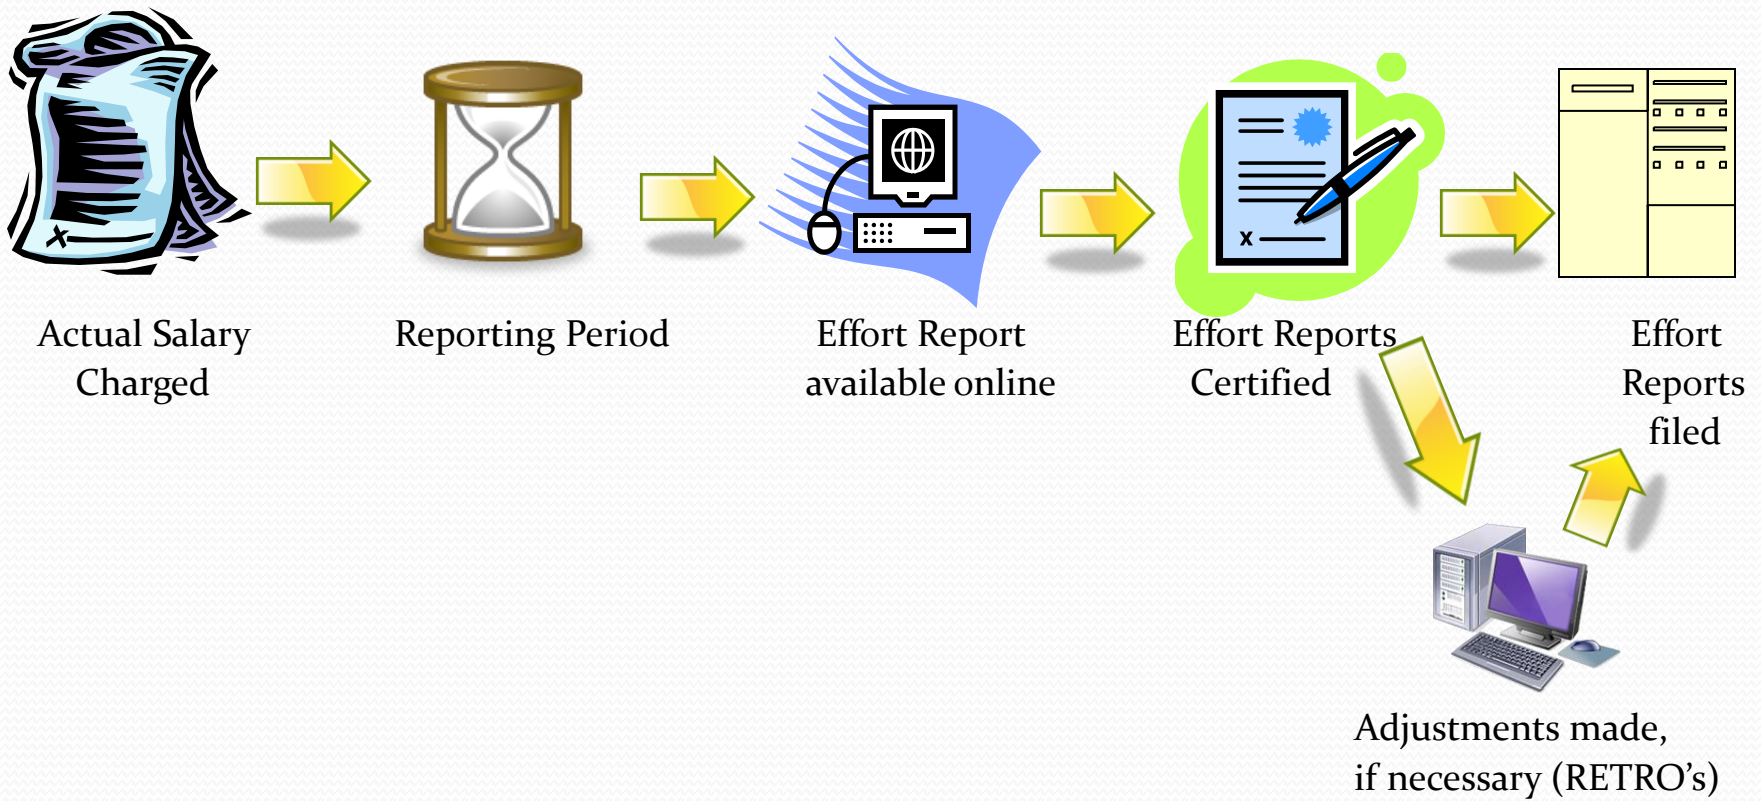 Actual Salary
Charged
Reporting Period
Effort Report
available online
x
Effort Reports
Certified
Effort
Reports
filed
Adjustments made,
if necessary (RETRO's)